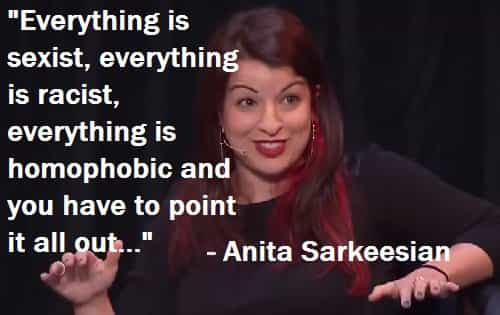 "Everything is
sexist, everything
is racist,
everything is
homophobic and
you have to point
it all out..."
- Anita Sarkeesian